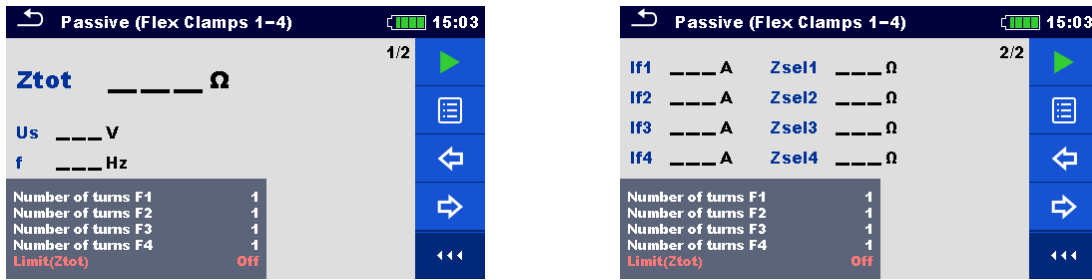 Passive (Flex Clamps 1–4) 15:03
1/2
Ztot ___ Ω
Us ___ V
f ___ Hz
Number of turns F1 1
Number of turns F2 1
Number of turns F3 1
Number of turns F4 1
Limit(Ztot) Off
Passive (Flex Clamps 1–4) 15:03
2/2
If1 ___ A Zsel1 ___ Ω
If2 ___ A Zsel2 ___ Ω
If3 ___ A Zsel3 ___ Ω
If4 ___ A Zsel4 ___ Ω
Number of turns F1 1
Number of turns F2 1
Number of turns F3 1
Number of turns F4 1
Limit(Ztot) Off